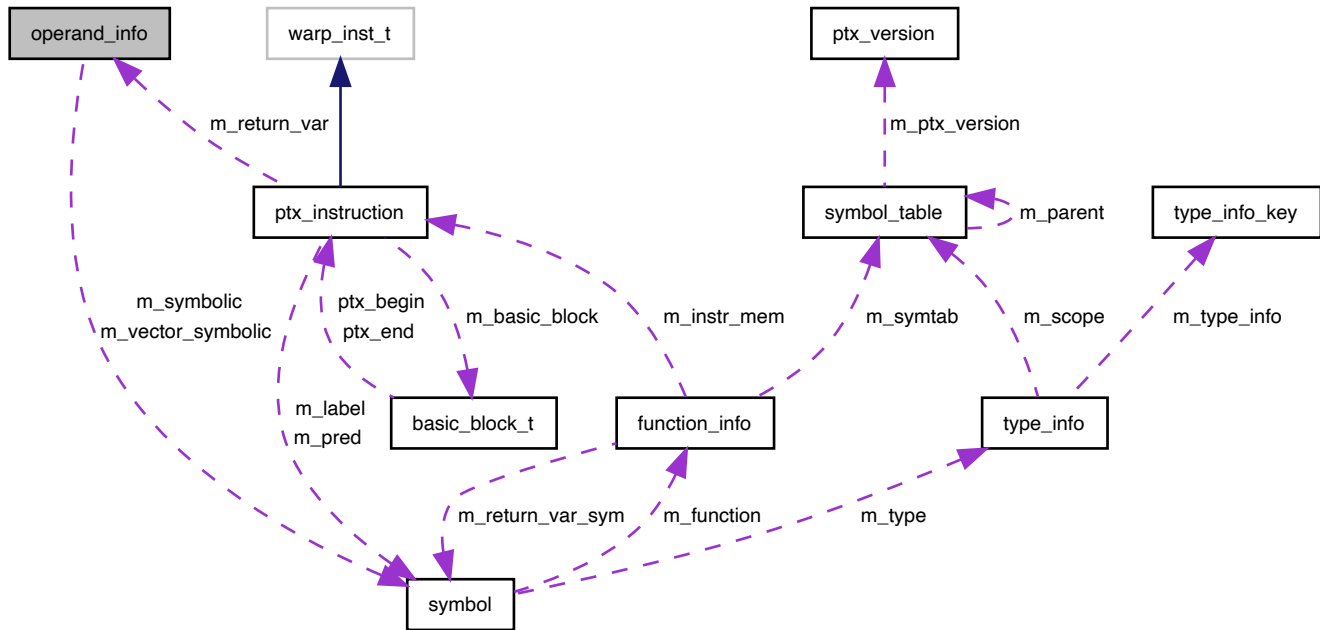 operand_info
warp_inst_t
ptx_version
m_return_var
m_ptx_version
ptx_instruction
symbol_table
m_parent
type_info_key
m_symbolic
m_vector_symbolic
ptx_begin
ptx_end
m_basic_block
m_instr_mem
m_symtab
m_scope
m_type_info
m_label
m_pred
basic_block_t
function_info
type_info
m_return_var_sym
m_function
m_type
symbol